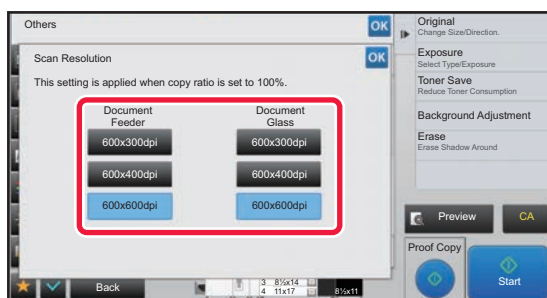 Others
OK
Scan Resolution
OK
This setting is applied when copy ratio is set to 100%.
Document
Feeder
Document
Glass
600x300dpi
600x300dpi
600x400dpi
600x400dpi
600x600dpi
600x600dpi
Back
3 8½x14
4 11x17
8½x11
Original
Change Size/Direction.
Exposure
Select Type/Exposure
Toner Save
Reduce Toner Consumption
Background Adjustment
Erase
Erase Shadow Around
Preview
CA
Proof Copy
Start